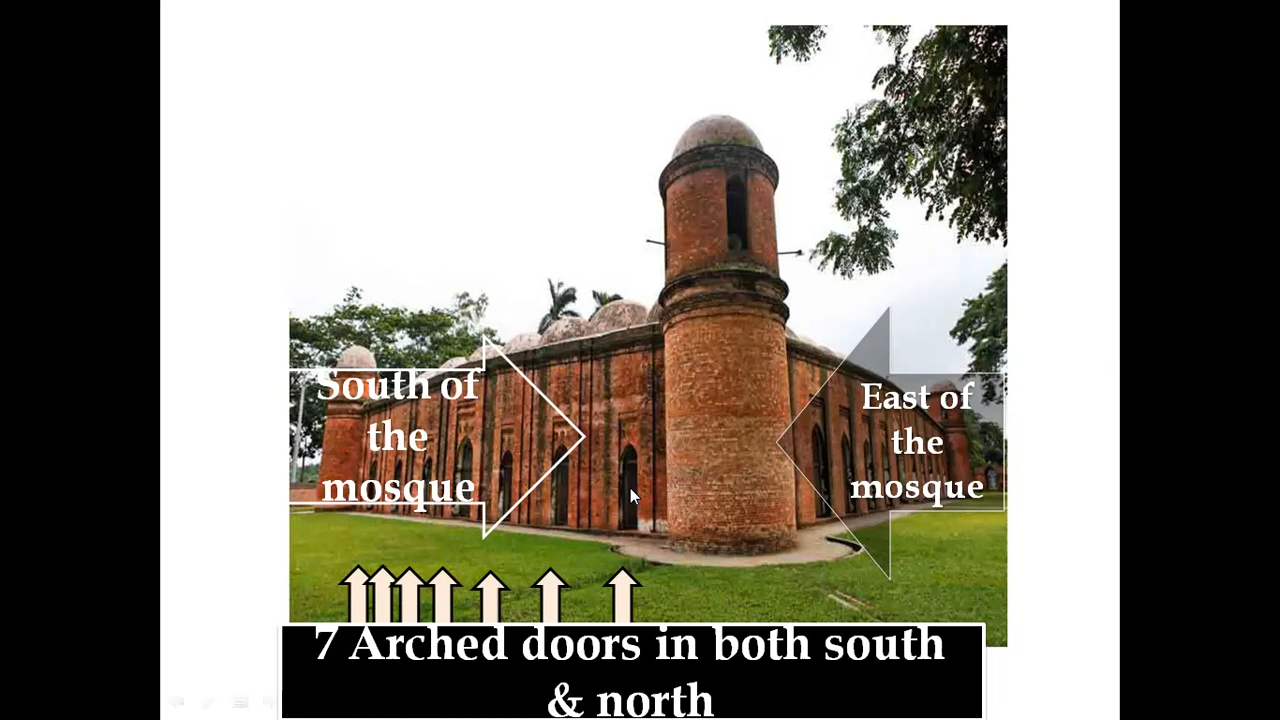 South of
the
mosque
East of
the
mosque
7 Arched doors in both south
& north